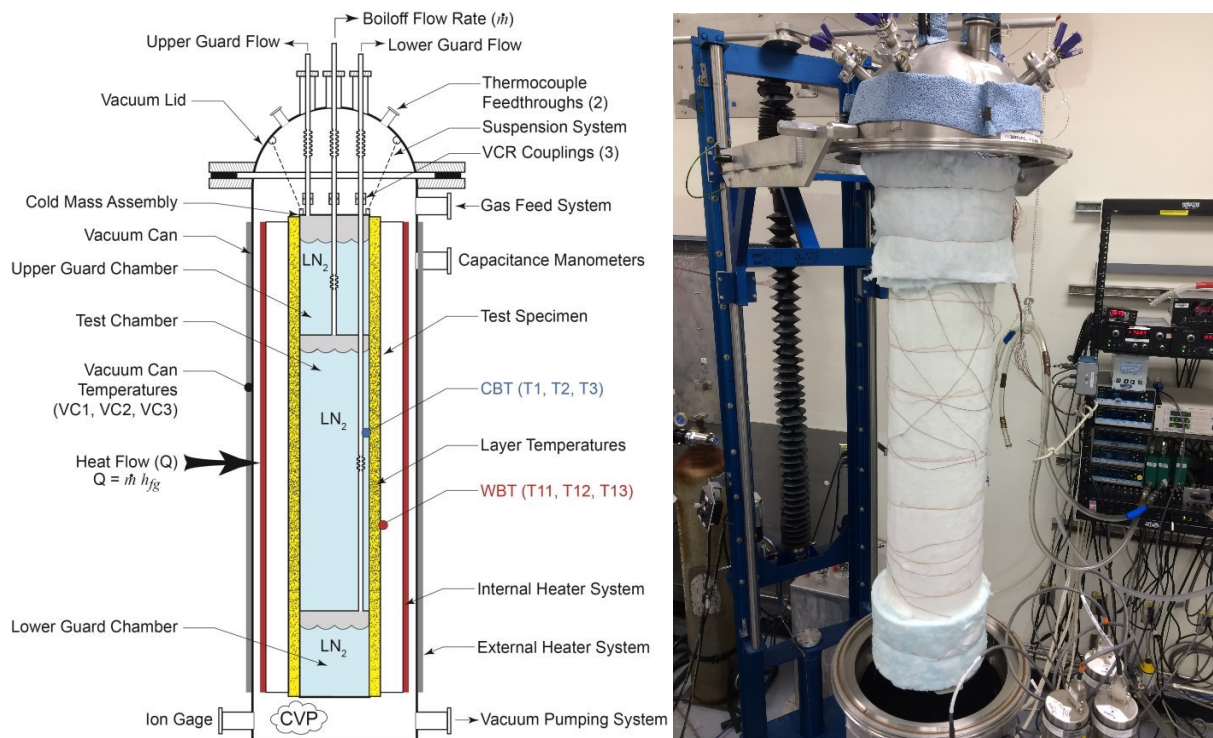 Boiloff Flow Rate (ṁ)
Upper Guard Flow
Lower Guard Flow
Vacuum Lid
Thermocouple
Feedthroughs (2)
Suspension System
VCR Couplings (3)
Cold Mass Assembly
Gas Feed System
Vacuum Can
Upper Guard Chamber
LN2
Capacitance Manometers
Test Chamber
Test Specimen
Vacuum Can
Temperatures
(VC1, VC2, VC3)
CBT (T1, T2, T3)
LN2
Layer Temperatures
Heat Flow (Q)
Q = ṁ hfg
WBT (T11, T12, T13)
Internal Heater System
Lower Guard Chamber
LN2
External Heater System
Ion Gage
CVP
Vacuum Pumping System